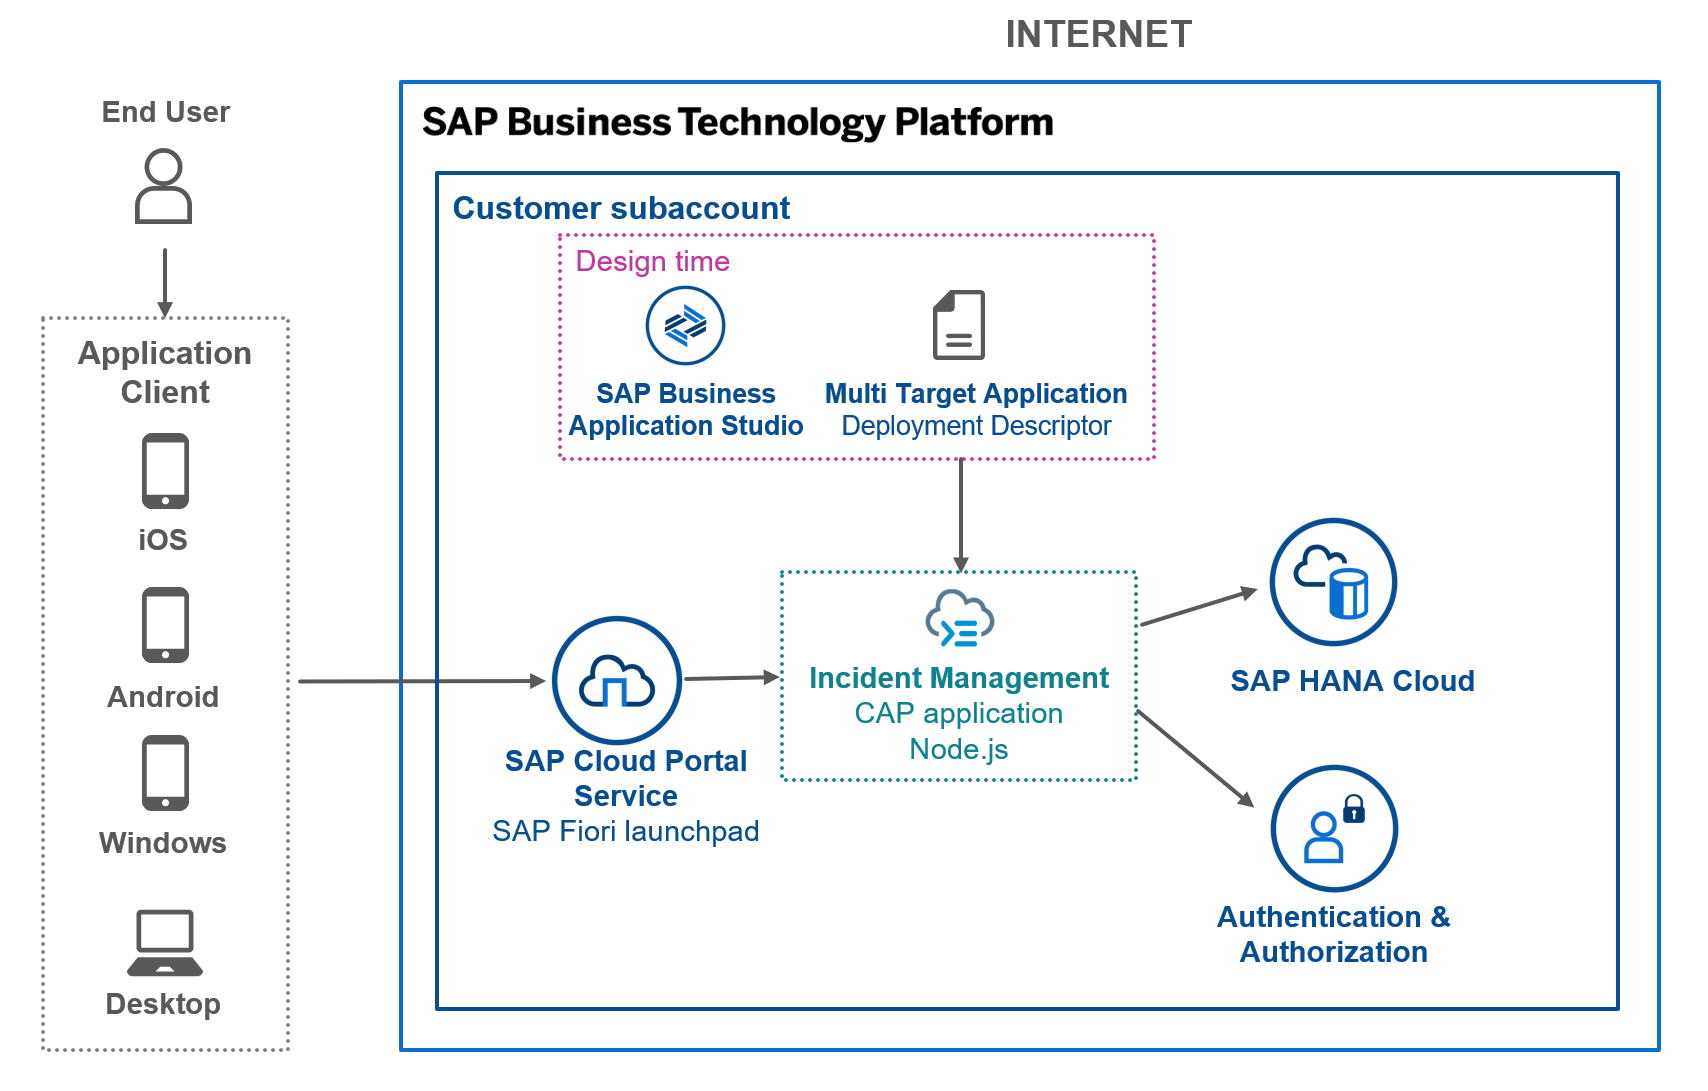 INTERNET
End User
Application
Client
iOS
Android
Windows
Desktop
SAP Business Technology Platform
Customer subaccount
Design time
SAP Business
Application Studio
Multi Target Application
Deployment Descriptor
SAP Cloud Portal
Service
SAP Fiori launchpad
Incident Management
CAP application
Node.js
SAP HANA Cloud
Authentication &
Authorization